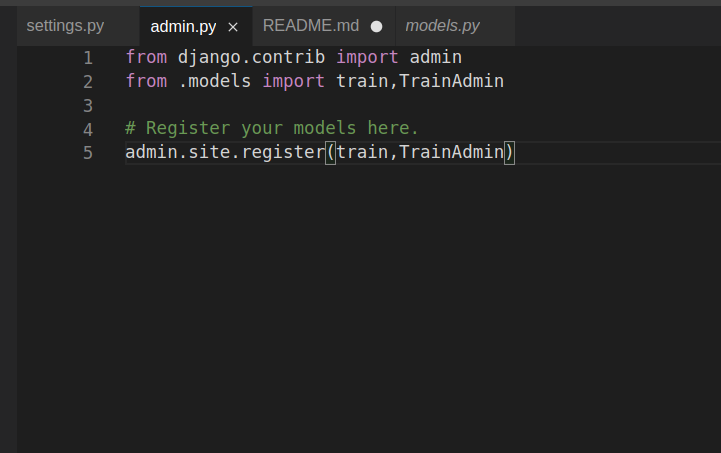 settings.py admin.py README.md models.py
1 from django.contrib import admin
2 from .models import train,TrainAdmin
3
4 # Register your models here.
5 admin.site.register(train,TrainAdmin)